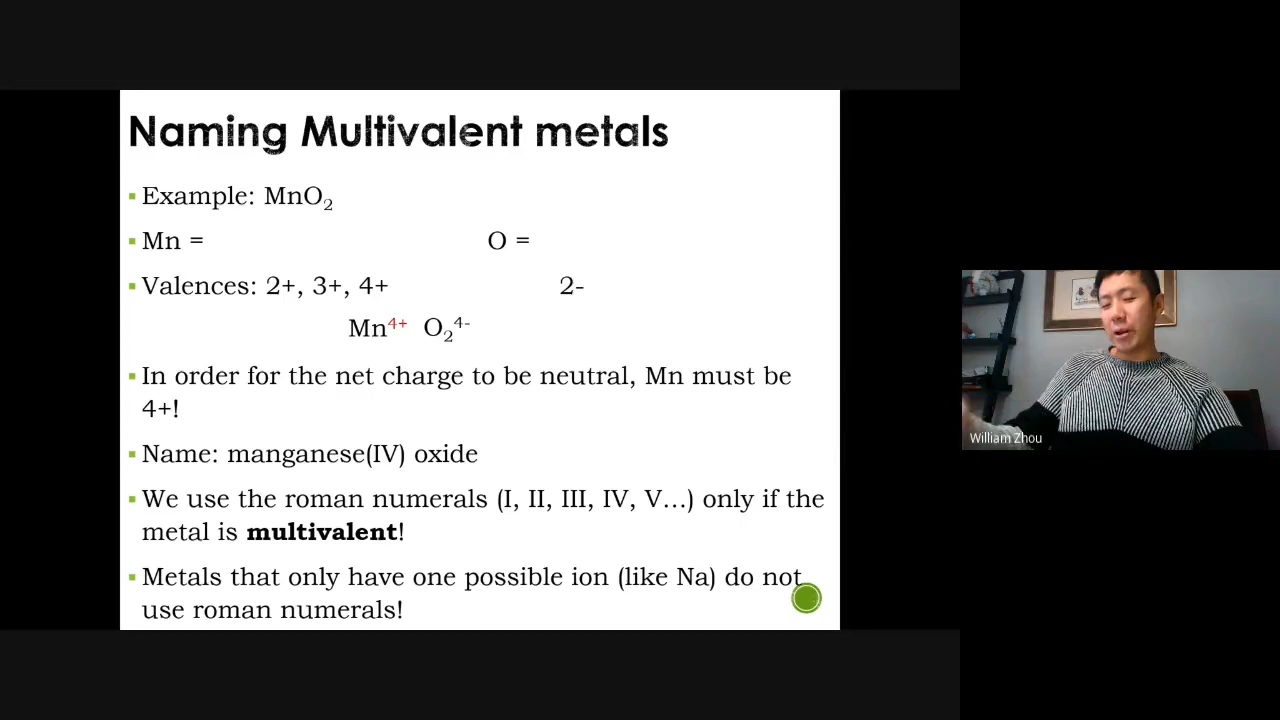 Naming Multivalent metals
Example: MnO₂
Mn = O =
Valences: 2+, 3+, 4+ 2-
Mn⁴⁺ O₂⁴⁻
In order for the net charge to be neutral, Mn must be
4+!
Name: manganese(IV) oxide
We use the roman numerals (I, II, III, IV, V…) only if the
metal is multivalent!
Metals that only have one possible ion (like Na) do not
use roman numerals!
William Zhou